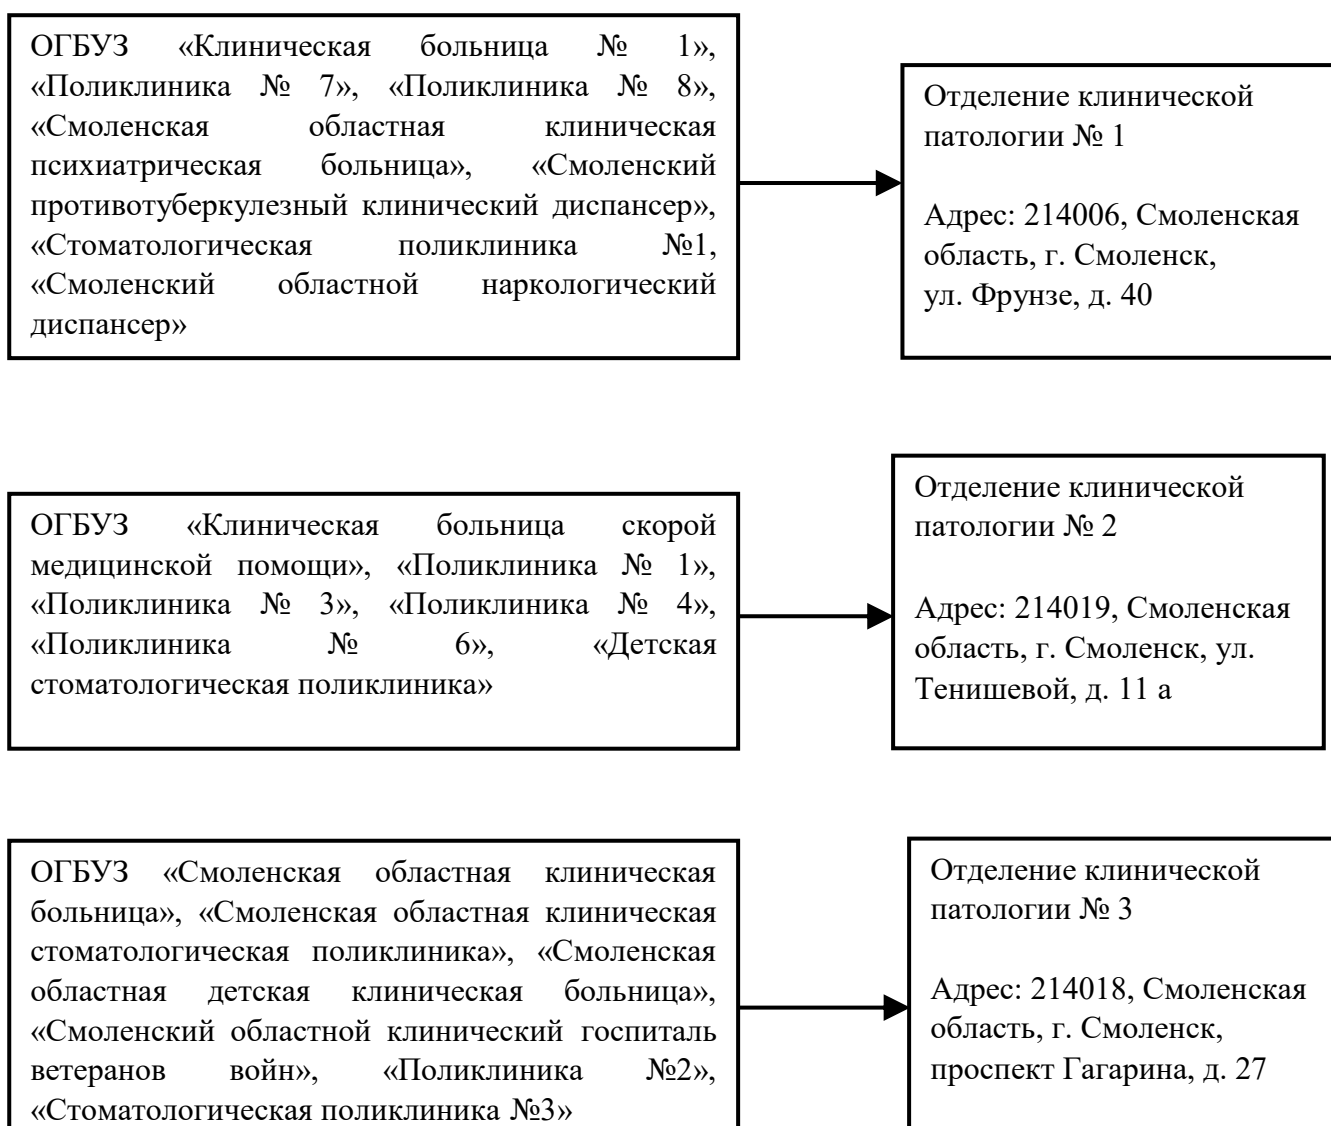 ОГБУЗ «Клиническая больница № 1»,
«Поликлиника № 7», «Поликлиника № 8»,
«Смоленская областная клиническая
психиатрическая больница», «Смоленский
противотуберкулезный клинический диспансер»,
«Стоматологическая поликлиника №1,
«Смоленский областной наркологический
диспансер»
Отделение клинической
патологии № 1
Адрес: 214006, Смоленская
область, г. Смоленск,
ул. Фрунзе, д. 40
ОГБУЗ «Клиническая больница скорой
медицинской помощи», «Поликлиника № 1»,
«Поликлиника № 3», «Поликлиника № 4»,
«Поликлиника № 6», «Детская
стоматологическая поликлиника»
Отделение клинической
патологии № 2
Адрес: 214019, Смоленская
область, г. Смоленск, ул.
Тенишевой, д. 11 а
ОГБУЗ «Смоленская областная клиническая
больница», «Смоленская областная клиническая
стоматологическая поликлиника», «Смоленская
областная детская клиническая больница»,
«Смоленский областной клинический госпиталь
ветеранов войн», «Поликлиника №2»,
«Стоматологическая поликлиника №3»
Отделение клинической
патологии № 3
Адрес: 214018, Смоленская
область, г. Смоленск,
проспект Гагарина, д. 27